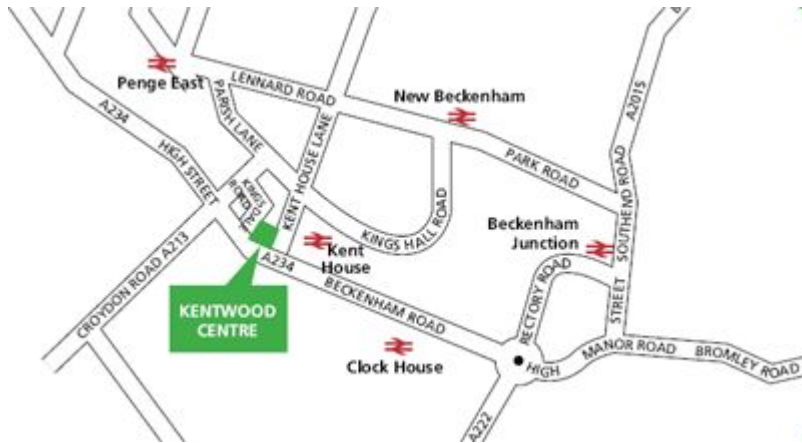 Penge East
A234
HIGH STREET
PARISH LANE
LENNARD ROAD
KENT HOUSE LANE
New Beckenham
PARK ROAD
A2015
SOUTHEND ROAD
KINGS HALL ROAD
Beckenham
Junction
Kent
House
RECTORY ROAD
CROYDON ROAD A213
A234
BECKENHAM ROAD
KENTWOOD
CENTRE
Clock House
STREET
HIGH
MANOR ROAD
BROMLEY ROAD
A222